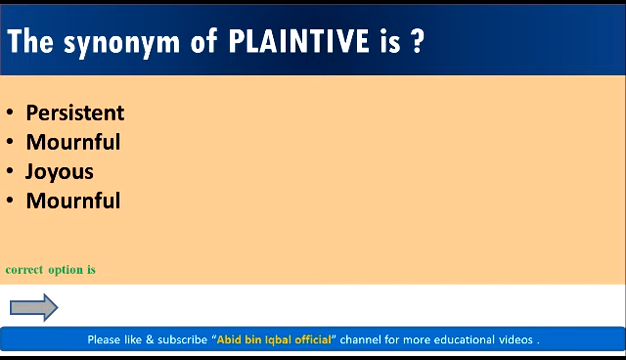 The synonym of PLAINTIVE is ?
• Persistent
• Mournful
• Joyous
• Mournful
correct option is
Please like & subscribe “Abid bin Iqbal official” channel for more educational videos .